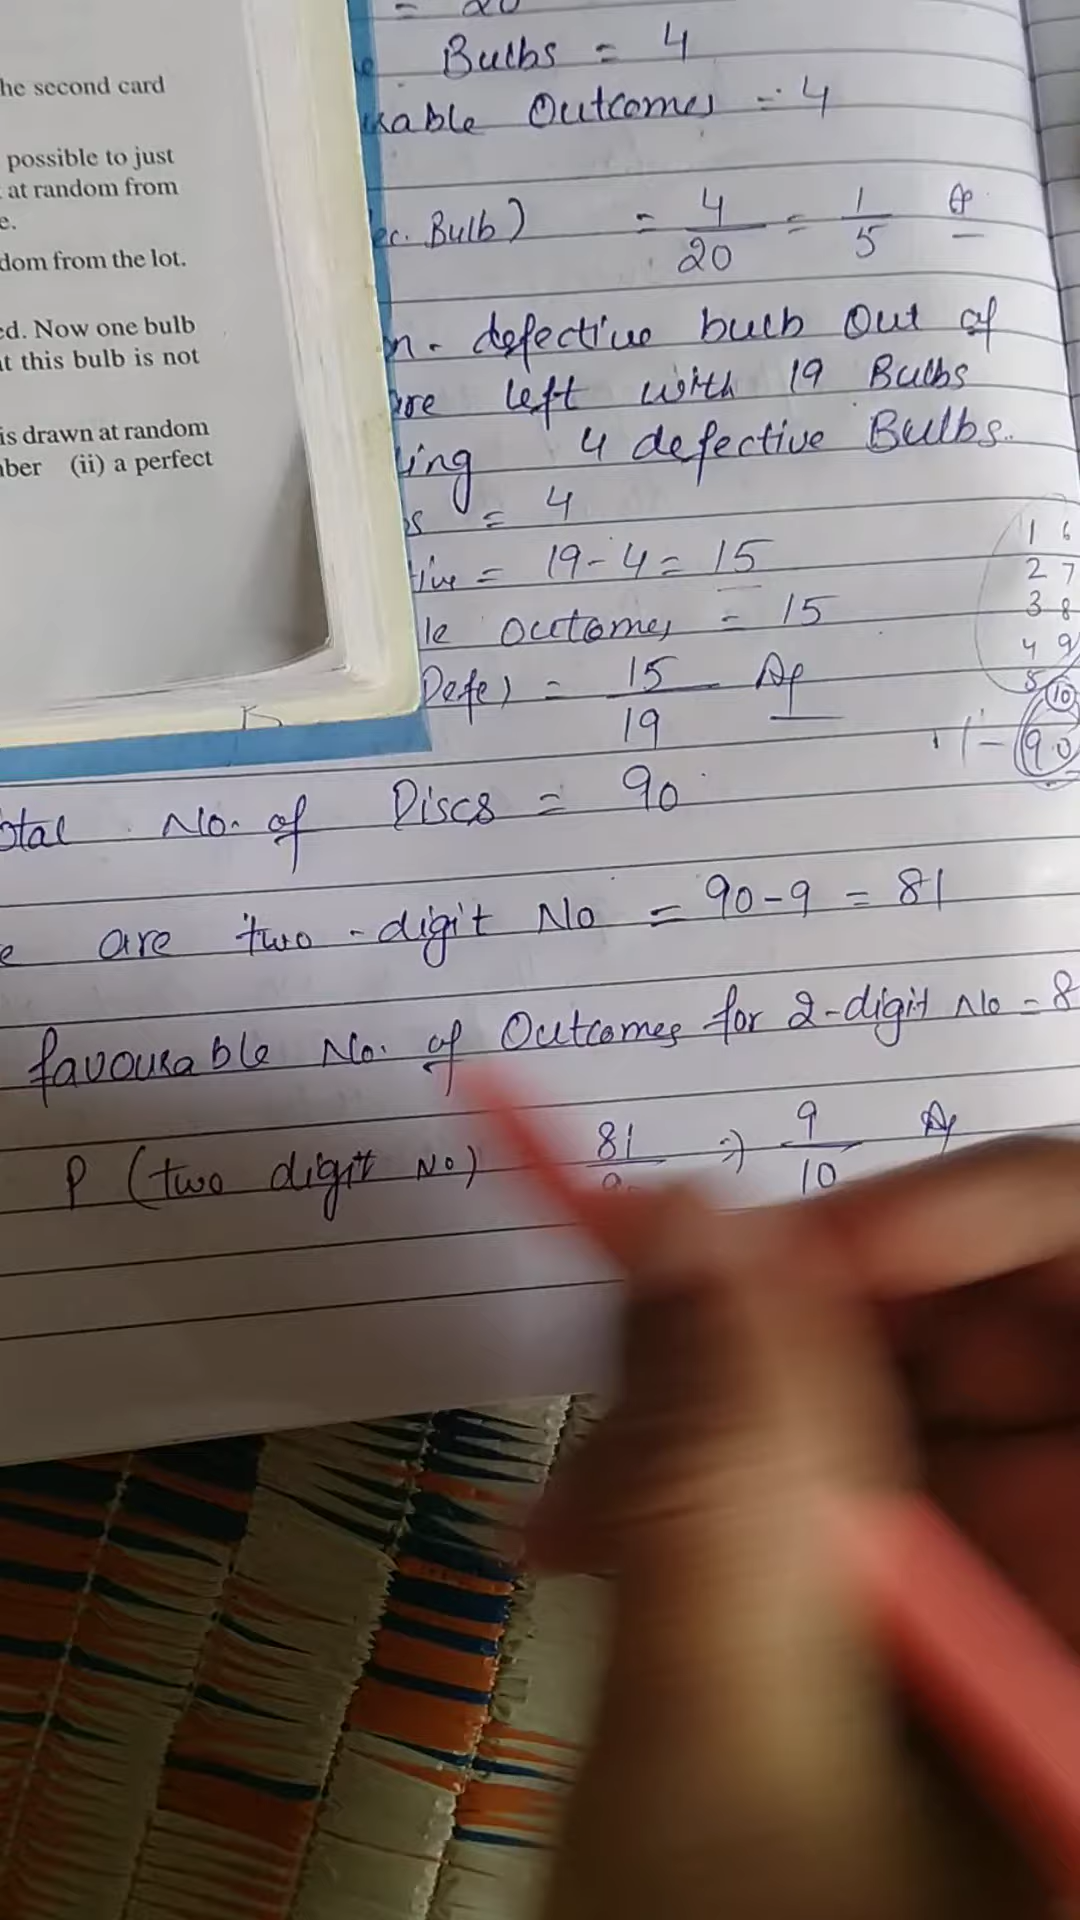 he second card
possible to just
at random from
e.
dom from the lot.
ed. Now one bulb
at this bulb is not
is drawn at random
ber (ii) a perfect
= 20
Bulbs = 4
rable Outcomes = 4
Bulb) = 4/20 = 1/5
n- defective bulb Out of
are left with 19 Bulbs
ing 4 defective Bulbs.
s = 4
tive = 19-4 = 15
le outcomes = 15
Defe) = 15/19
1 6
2 7
3 8
4 9
5 10
1 - 90
otal No. of Discs = 90
e are two-digit No = 90-9 = 81
favourable No. of Outcomes for 2-digit No = 8
P (two digit No) 81 => 9/10